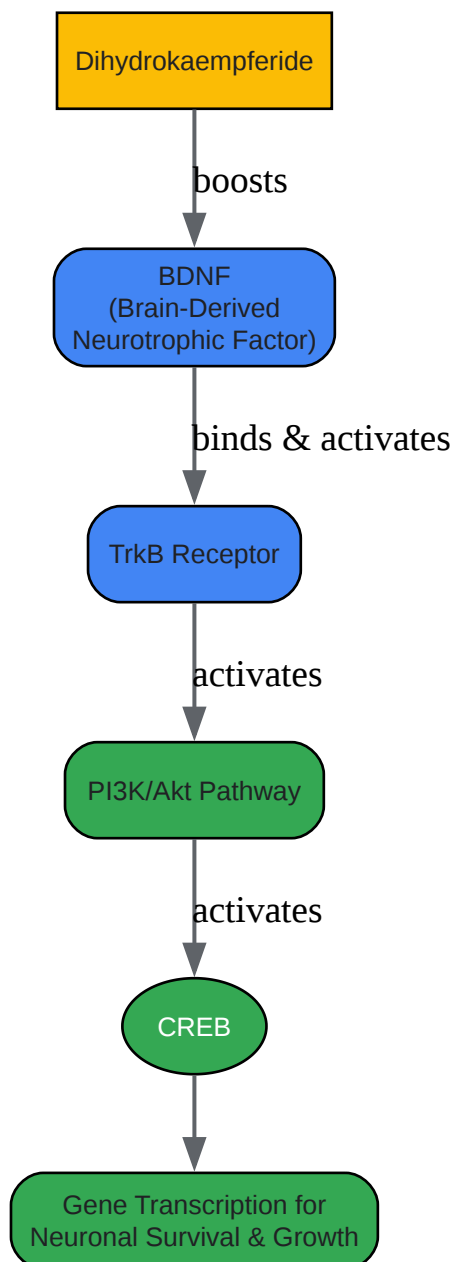 Dihydrokaempferide
boosts
BDNF
(Brain-Derived
Neurotrophic Factor)
binds & activates
TrkB Receptor
activates
PI3K/Akt Pathway
activates
CREB
Gene Transcription for
Neuronal Survival & Growth